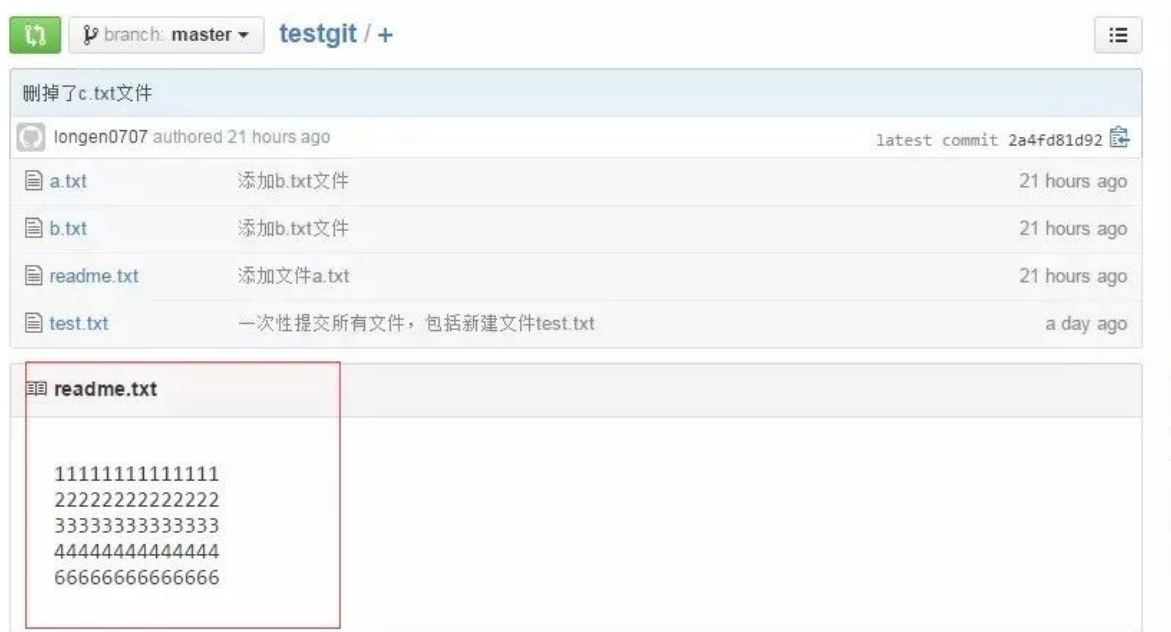 branch: master testgit / +
删掉了c.txt文件
longen0707 authored 21 hours ago latest commit 2a4fd81d92
a.txt 添加b.txt文件 21 hours ago
b.txt 添加b.txt文件 21 hours ago
readme.txt 添加文件a.txt 21 hours ago
test.txt 一次性提交所有文件，包括新建文件test.txt a day ago
readme.txt
11111111111111
22222222222222
33333333333333
44444444444444
66666666666666